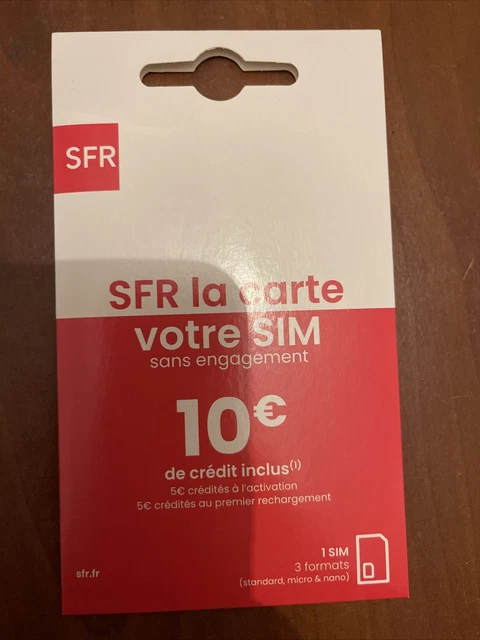 SFR
SFR la carte
votre SIM
sans engagement
10€
de crédit inclus(1)
5€ crédités à l'activation
5€ crédités au premier rechargement
1 SIM
3 formats
(standard, micro & nano)
sfr.fr